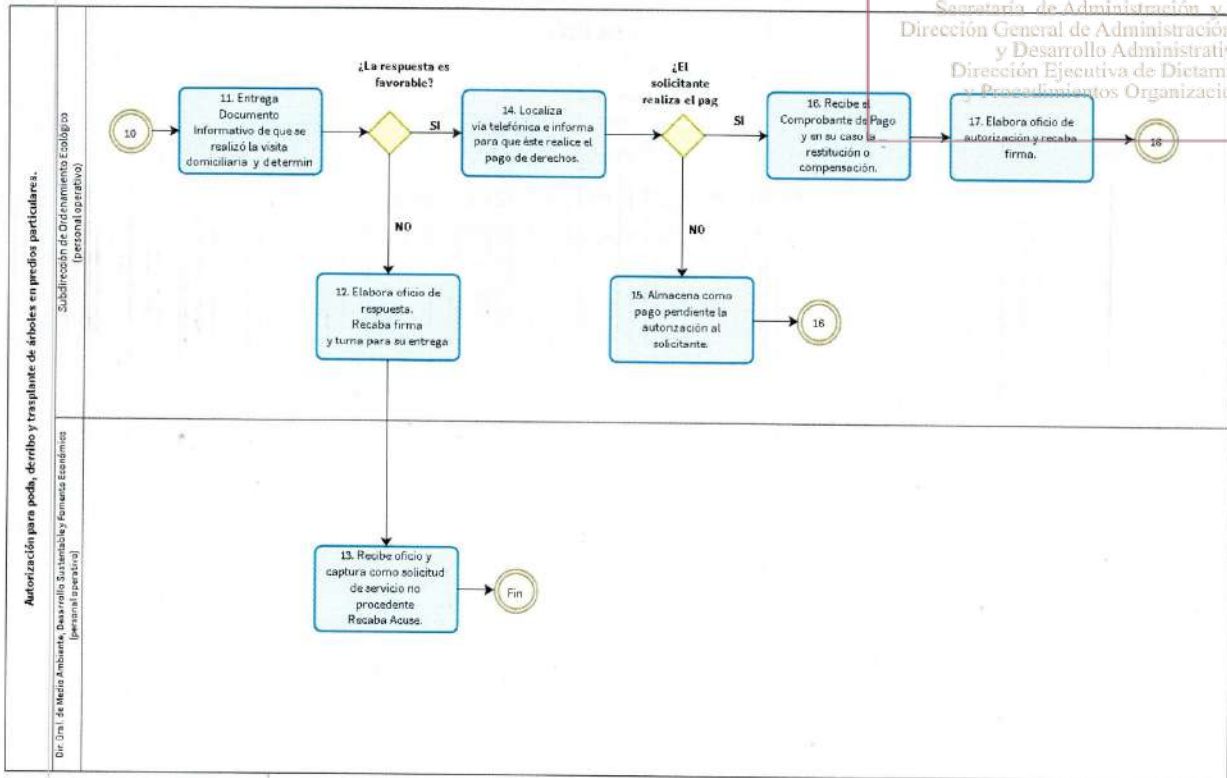 Secretaría de Administración y
Dirección General de Administración
y Desarrollo Administrati
Dirección Ejecutiva de Dictam
y Procedimientos Organizacio
Autorización para poda, derribo y trasplante de árboles en predios particulares.
Subdirección de Ordenamiento Ecológico
(personal operativo)
10
11. Entrega
Documento
Informativo de que se
realizó la visita
domiciliaria y determin
¿La respuesta es
favorable?
SI
NO
14. Localiza
vía telefónica e informa
para que éste realice el
pago de derechos.
¿El
solicitante
realiza el pag
SI
NO
16. Recibe el
Comprobante de Pago
y en su caso la
restitución o
compensación.
17. Elabora oficio de
autorización y recaba
firma.
18
12. Elabora oficio de
respuesta.
Recaba firma
y turna para su entrega
15. Almacena como
pago pendiente la
autorización al
solicitante.
16
Dir. Gral. de Medio Ambiente, Desarrollo Sustentable y Fomento Económico
(personal operativo)
13. Recibe oficio y
captura como solicitud
de servicio no
procedente
Recaba Acuse.
Fin